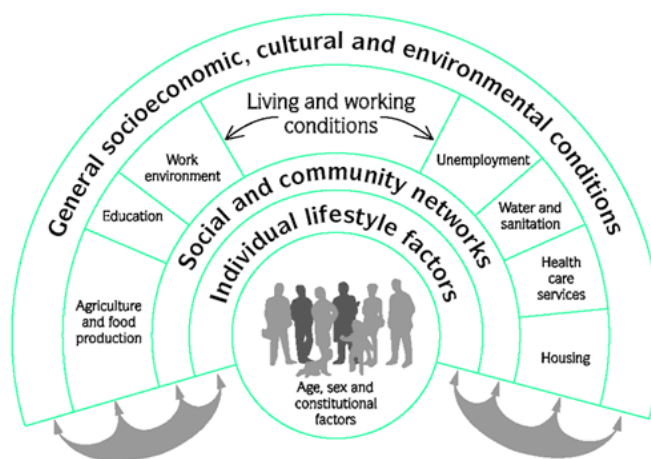 General socioeconomic, cultural and environmental conditions
Living and working
conditions
Work
environment
Unemployment
Education
Water and
sanitation
Agriculture
and food
production
Health
care
services
Housing
Social and community networks
Individual lifestyle factors
Age, sex and
constitutional
factors